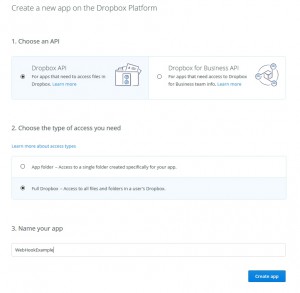 Create a new app on the Dropbox Platform
1. Choose an API
Dropbox API
For apps that need to access files in
Dropbox. Learn more
Dropbox for Business API
For apps that need access to Dropbox
for Business team info. Learn more
2. Choose the type of access you need
Learn more about access types
App folder – Access to a single folder created specifically for your app.
Full Dropbox – Access to all files and folders in a user's Dropbox.
3. Name your app
WebHookExample
Create app